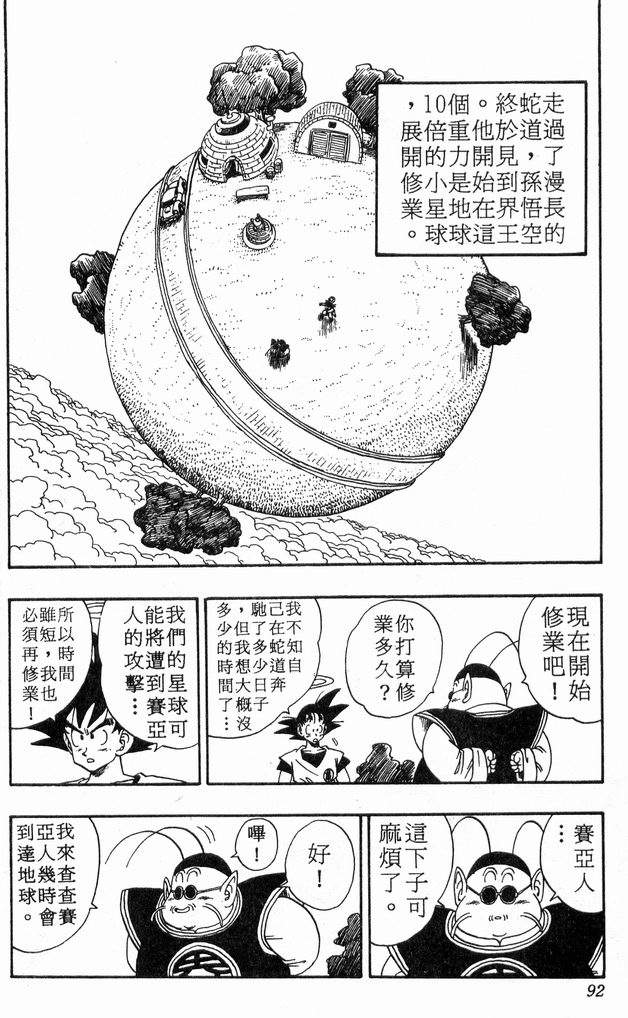 走過了漫長的
蛇道，孫悟空
終於見到界王
。他開始在這
個重力是地球
10倍的小星球
，展開修業。
現在開始
修業吧！
你打算修
業多久？
我不知自
己在蛇道奔
馳了多少日子
，但我想大概沒
多少的時間了…
我們的星球可
能將遭到賽亞
人的攻擊…
所以時間
雖短，我也
必須再修業！
賽亞人
…
這下子可
麻煩了。
好！
嗶！
我來查查賽
亞人幾時會
到達地球。
92